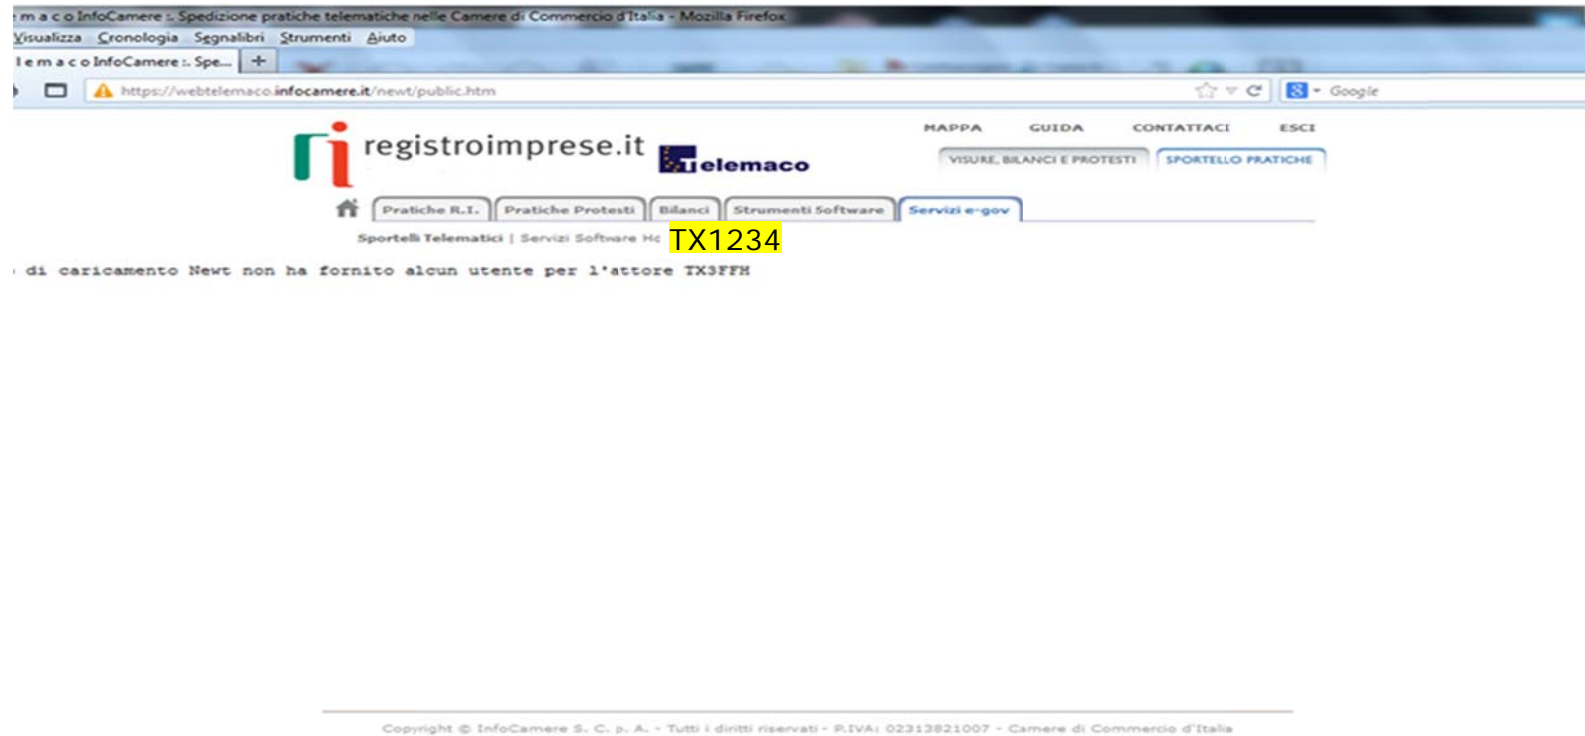 m a c o InfoCamere :. Spedizione pratiche telematiche nelle Camere di Commercio d'Italia - Mozilla Firefox
Visualizza Cronologia Segnalibri Strumenti Aiuto
l e m a c o InfoCamere :. Spe... +
https://webtelemaco.infocamere.it/newt/public.htm 8 Google
MAPPA GUIDA CONTATTACI ESCI
registroimprese.it Telemaco
VISURE, BILANCI E PROTESTI SPORTELLO PRATICHE
Pratiche R.I. Pratiche Protesti Bilanci Strumenti Software Servizi e-gov
Sportelli Telematici | Servizi Software Ho TX1234
di caricamento Newt non ha fornito alcun utente per l'attore TX3FFH
Copyright © InfoCamere S. C. p. A. - Tutti i diritti riservati - P.IVA: 02313821007 - Camere di Commercio d'Italia